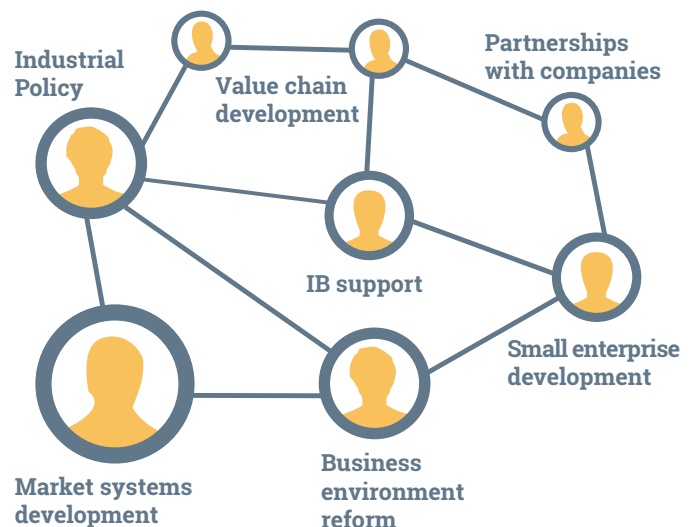 Industrial
Policy
Value chain
development
Partnerships
with companies
IB support
Small enterprise
development
Market systems
development
Business
environment
reform